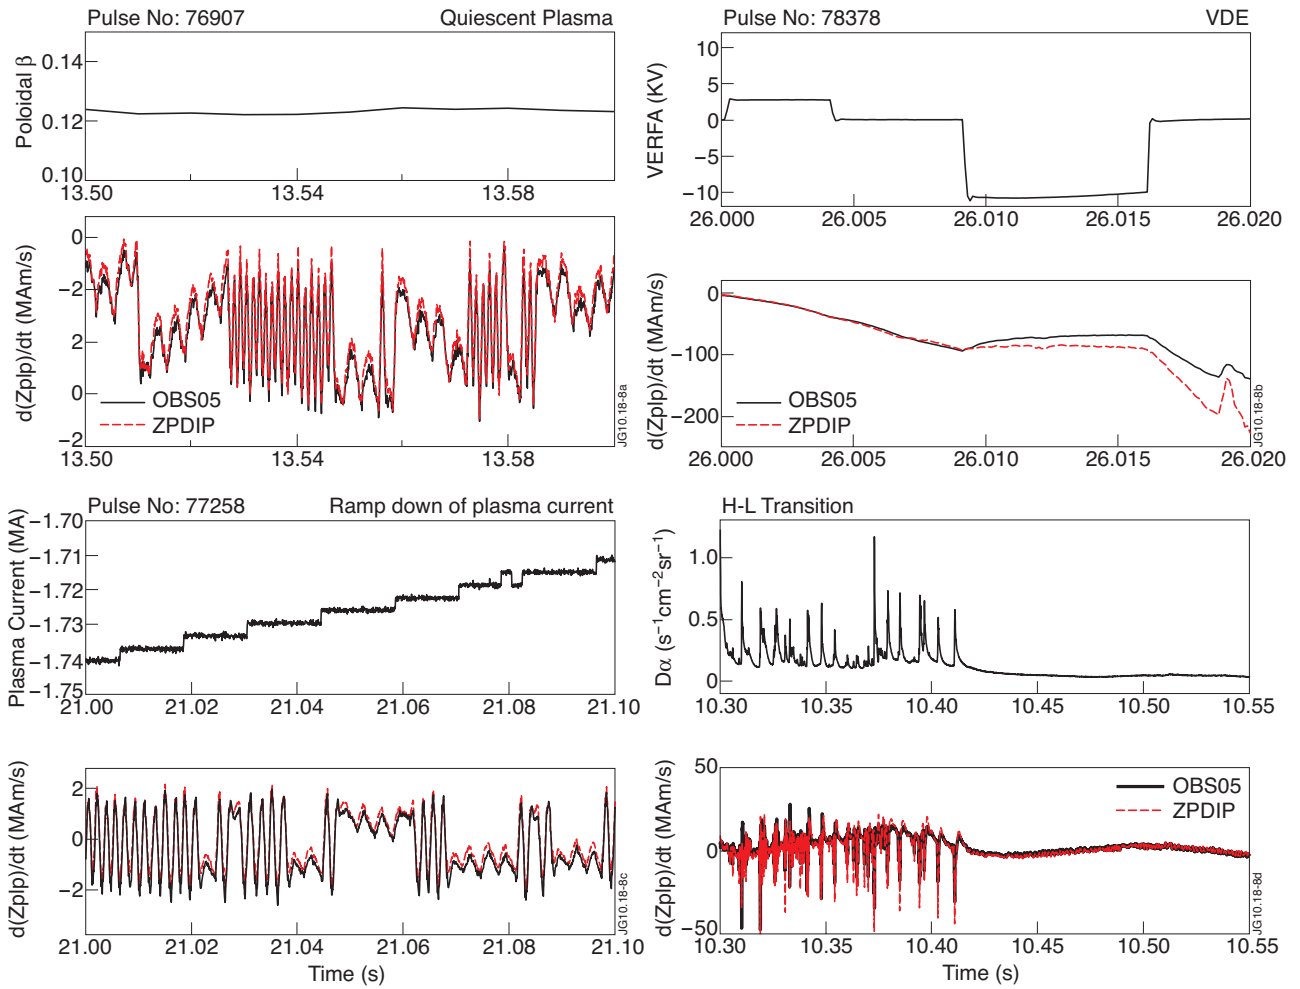 Pulse No: 76907 Quiescent Plasma
Poloidal β
0.14
0.12
0.10
13.50 13.54 13.58
d(Zplp)/dt (MAm/s)
0
−2
2
0
−2
OBS05
ZPDIP
JG10.18-8a
13.50 13.54 13.58
Pulse No: 78378 VDE
VERFA (KV)
10
5
0
−5
−10
26.000 26.005 26.010 26.015 26.020
d(Zplp)/dt (MAm/s)
0
−100
−200
OBS05
ZPDIP
JG10.18-8b
26.000 26.005 26.010 26.015 26.020
Pulse No: 77258 Ramp down of plasma current
Plasma Current (MA)
−1.70
−1.71
−1.72
−1.73
−1.74
−1.75
21.00 21.02 21.04 21.06 21.08 21.10
d(Zplp)/dt (MAm/s)
2
0
−2
JG10.18-8c
21.00 21.02 21.04 21.06 21.08 21.10
Time (s)
H-L Transition
Dα (s−1cm−2sr−1)
1.0
0.5
0
10.30 10.35 10.40 10.45 10.50 10.55
d(Zplp)/dt (MAm/s)
50
0
−50
OBS05
ZPDIP
JG10.18-8d
10.30 10.35 10.40 10.45 10.50 10.55
Time (s)